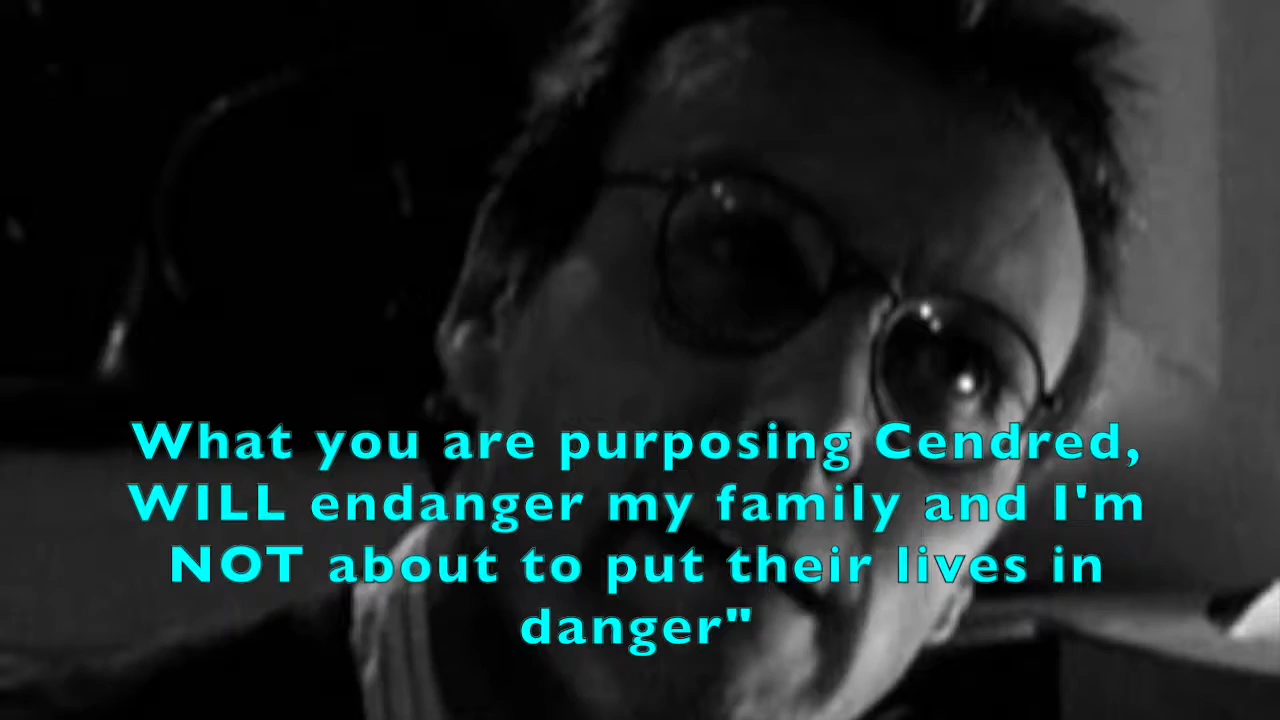 What you are purposing Cendred,
WILL endanger my family and I'm
NOT about to put their lives in
danger"